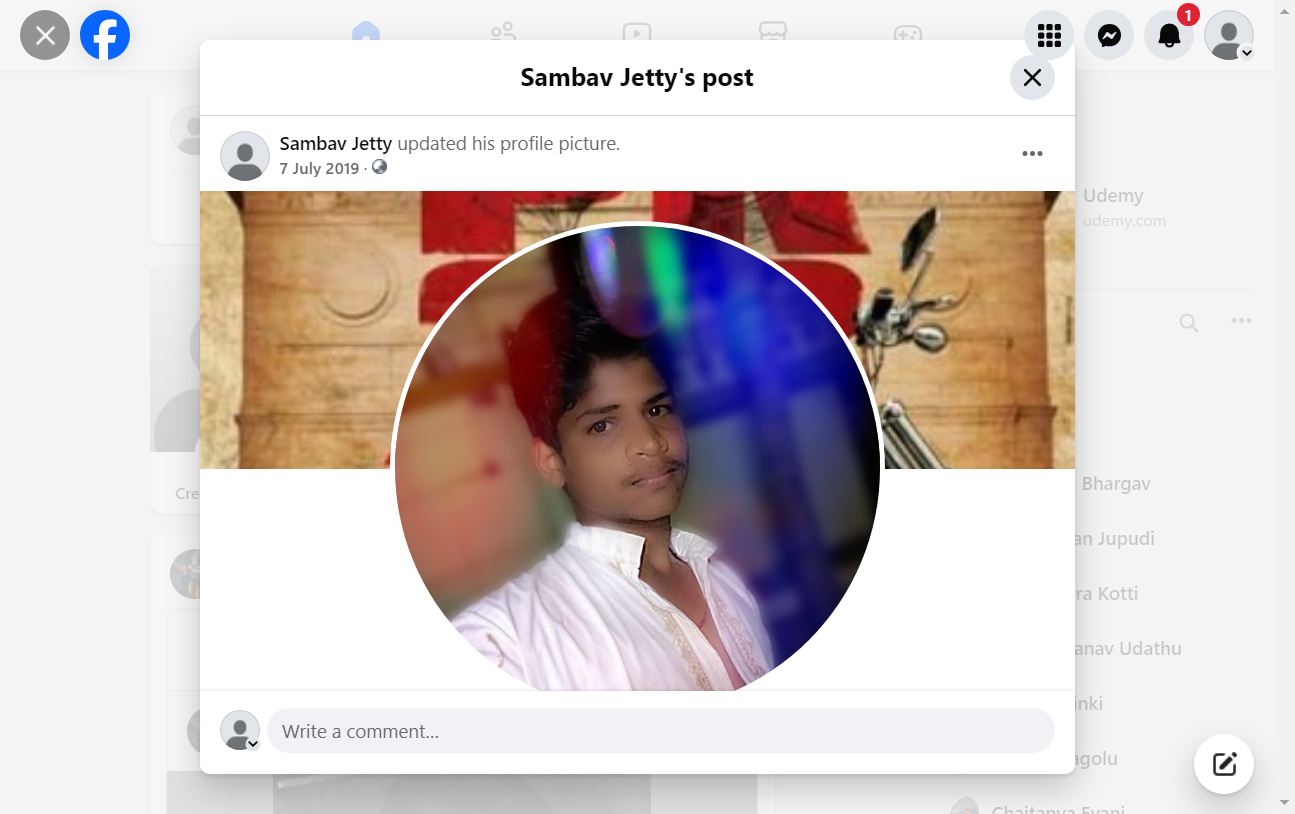 1
Sambav Jetty's post
Sambav Jetty updated his profile picture.
7 July 2019 ·
Udemy
udemy.com
Bhargav
an Jupudi
ra Kotti
anav Udathu
inki
agolu
Chaitanya Evani
Cre
Write a comment...